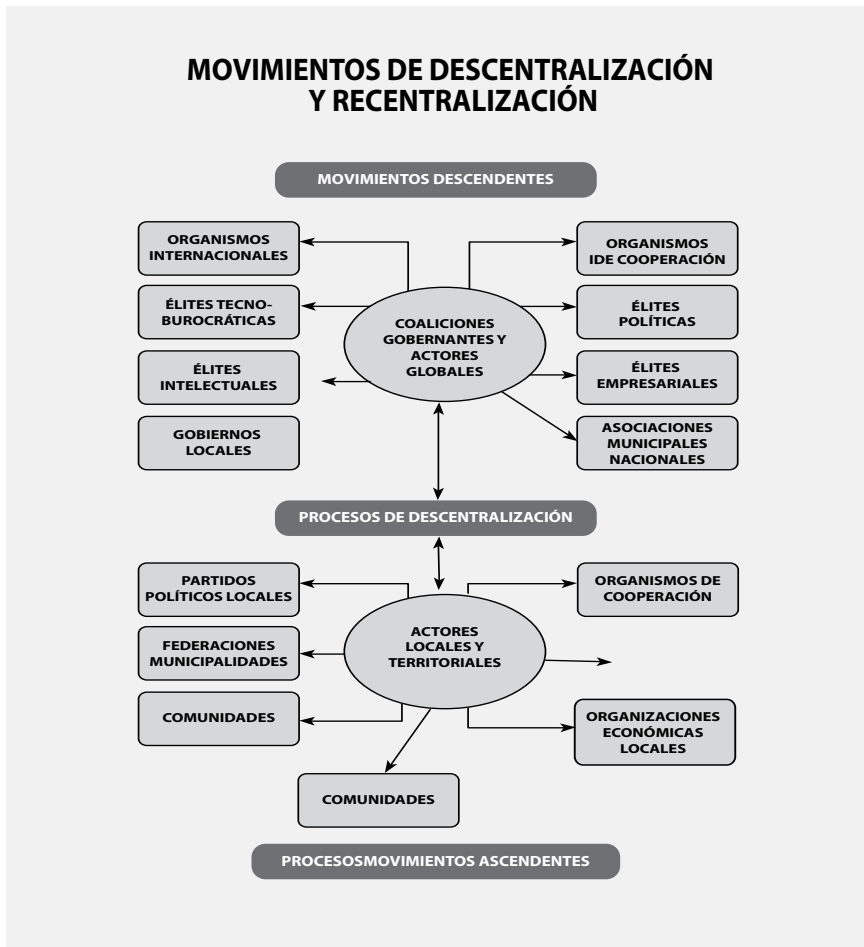 MOVIMIENTOS DE DESCENTRALIZACIÓN
Y RECENTRALIZACIÓN
MOVIMIENTOS DESCENDENTES
ORGANISMOS
INTERNACIONALES
ÉLITES TECNO-
BUROCRÁTICAS
ÉLITES
INTELECTUALES
GOBIERNOS
LOCALES
COALICIONES
GOBERNANTES Y
ACTORES
GLOBALES
ORGANISMOS
IDE COOPERACIÓN
ÉLITES
POLÍTICAS
ÉLITES
EMPRESARIALES
ASOCIACIONES
MUNICIPALES
NACIONALES
PROCESOS DE DESCENTRALIZACIÓN
PARTIDOS
POLÍTICOS LOCALES
FEDERACIONES
MUNICIPALIDADES
COMUNIDADES
ACTORES
LOCALES Y
TERRITORIALES
ORGANISMOS DE
COOPERACIÓN
ORGANIZACIONES
ECONÓMICAS
LOCALES
COMUNIDADES
PROCESOSMOVIMIENTOS ASCENDENTES